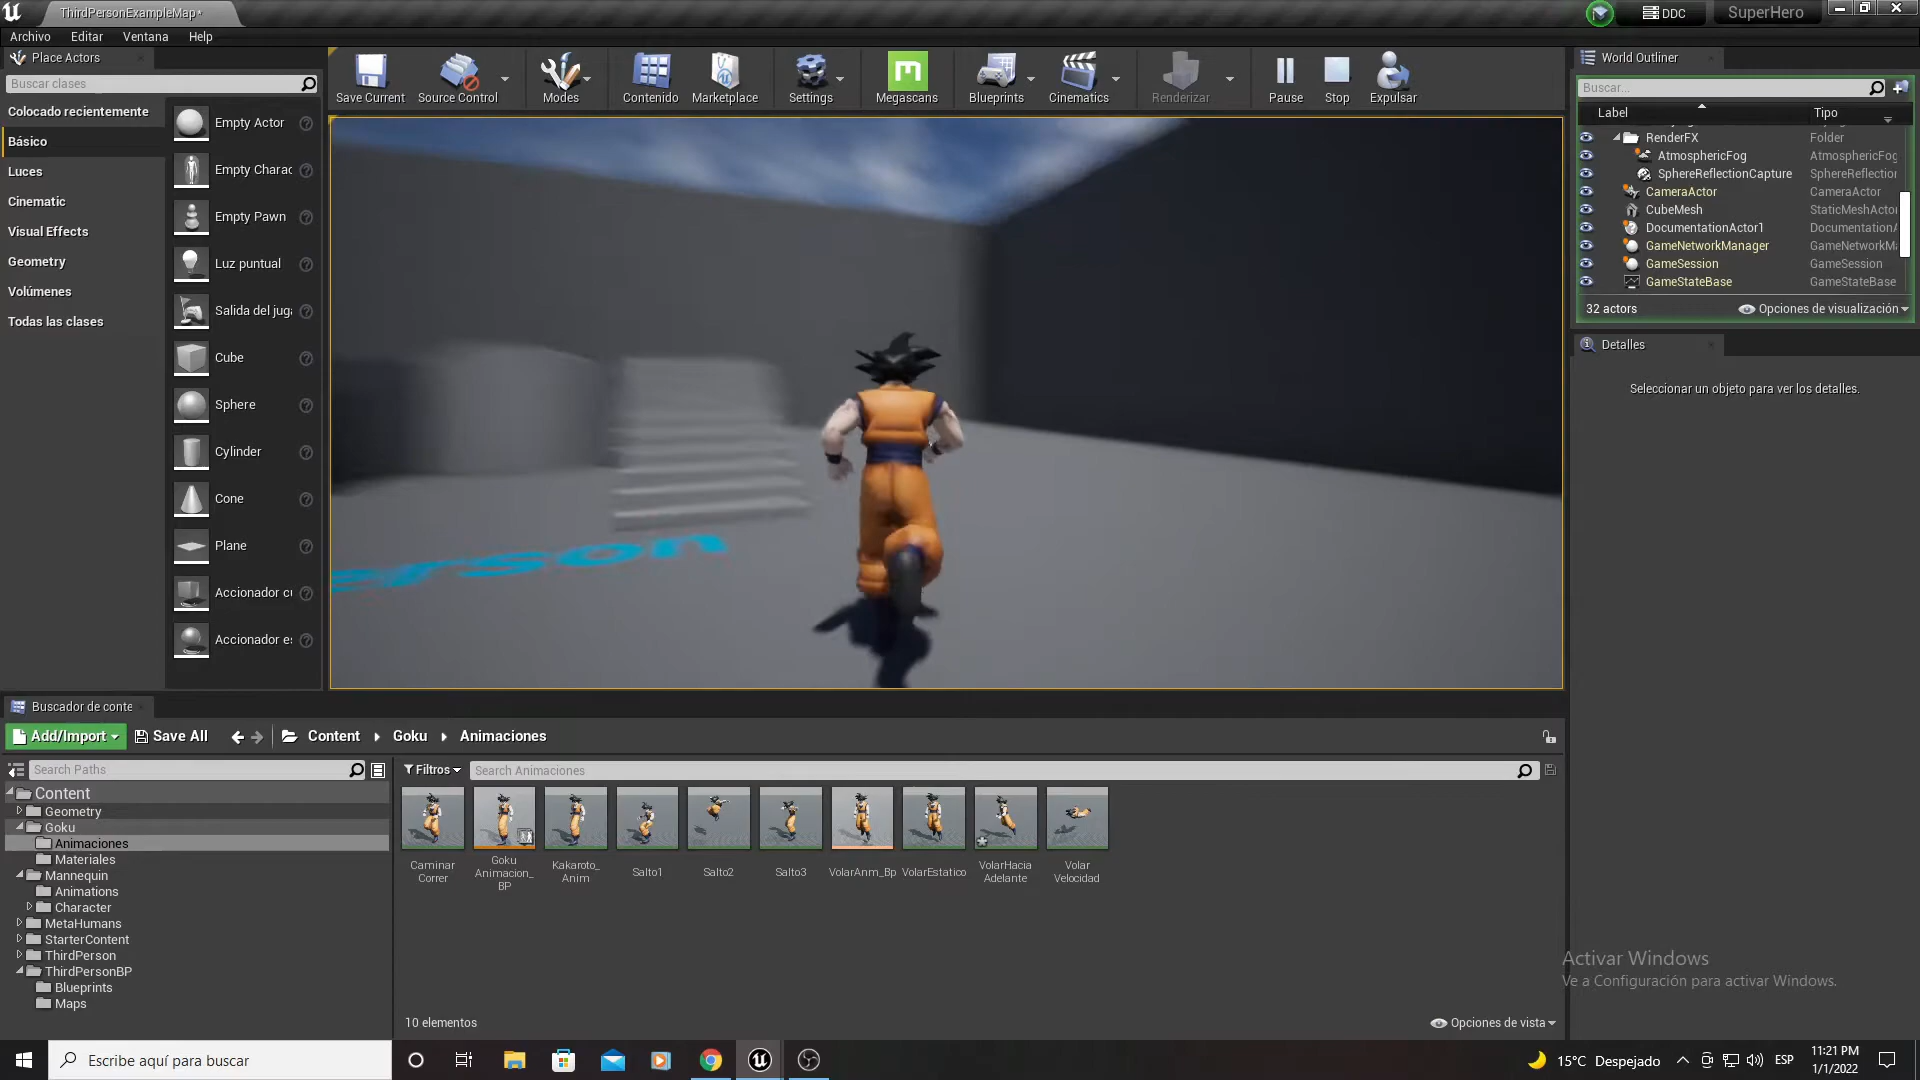 ThirdPersonExampleMap*
DDC
SuperHero
Archivo
Editar
Ventana
Help
Place Actors
Buscar clases
Colocado recientemente
Básico
Luces
Cinematic
Visual Effects
Geometry
Volúmenes
Todas las clases
Empty Actor
Empty Charac
Empty Pawn
Luz puntual
Salida del juga
Cube
Sphere
Cylinder
Cone
Plane
Accionador cu
Accionador es
Save Current
Source Control
Modes
Contenido
Marketplace
Settings
Megascans
Blueprints
Cinematics
Renderizar
Pause
Stop
Expulsar
erson
World Outliner
Buscar...
Label
Tipo
RenderFX
Folder
AtmosphericFog
AtmosphericFog
SphereReflectionCapture
SphereReflection
CameraActor
CameraActor
CubeMesh
StaticMeshActor
DocumentationActor1
DocumentationA
GameNetworkManager
GameNetworkMa
GameSession
GameSession
GameStateBase
GameStateBase
32 actors
Opciones de visualización
Detalles
Seleccionar un objeto para ver los detalles.
Buscador de conte
Add/Import
Save All
Content
Goku
Animaciones
Search Paths
Content
Geometry
Goku
Animaciones
Materiales
Mannequin
Animations
Character
MetaHumans
StarterContent
ThirdPerson
ThirdPersonBP
Blueprints
Maps
Filtros
Search Animaciones
Caminar
Correr
Goku
Animacion_
BP
Kakaroto_
Anim
Salto1
Salto2
Salto3
VolarAnm_Bp
VolarEstatico
VolarHacia
Adelante
Volar
Velocidad
10 elementos
Opciones de vista
Activar Windows
Ve a Configuración para activar Windows.
Escribe aquí para buscar
15°C Despejado
ESP
11:21 PM
1/1/2022